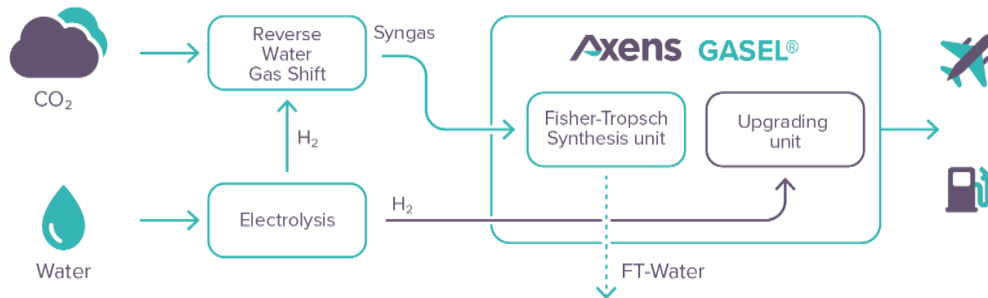 CO₂
Reverse
Water
Gas Shift
Syngas
Axens GASEL®
Fisher-Tropsch
Synthesis unit
Upgrading
unit
H₂
Water
Electrolysis
H₂
FT-Water